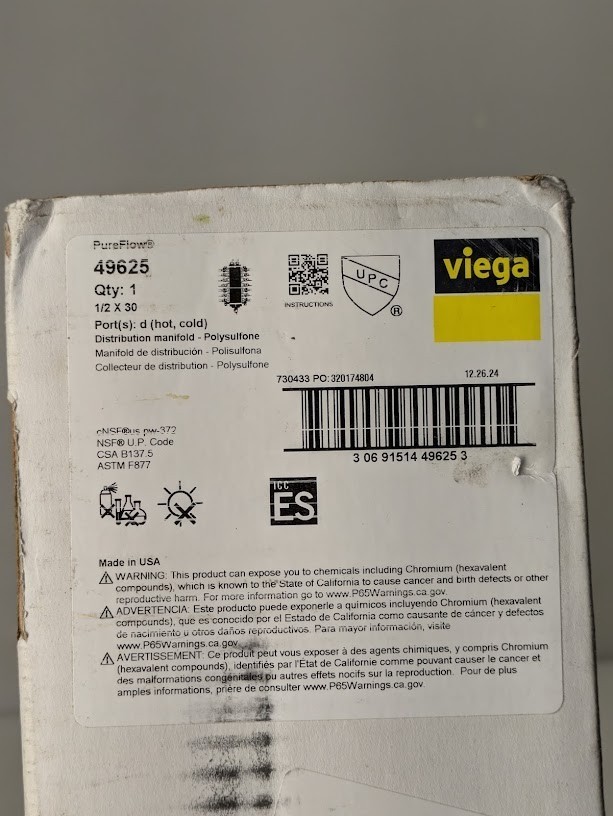 PureFlow®
49625
Qty: 1
1/2 X 30
Port(s): d (hot, cold)
Distribution manifold - Polysulfone
Manifold de distribución - Polisulfona
Collecteur de distribution - Polysulfone
INSTRUCTIONS
UPC
®
viega
730433 PO: 320174804 12.26.24
3 06 91514 49625 3
cNSF®us pw-372
NSF® U.P. Code
CSA B137.5
ASTM F877
ICC
ES
Made in USA
WARNING: This product can expose you to chemicals including Chromium (hexavalent
compounds), which is known to the State of California to cause cancer and birth defects or other
reproductive harm. For more information go to www.P65Warnings.ca.gov.
ADVERTENCIA: Este producto puede exponerle a químicos incluyendo Chromium (hexavalent
compounds), que es conocido por el Estado de California como causante de cáncer y defectos
de nacimiento u otros daños reproductivos. Para mayor información, visite
www.P65Warnings.ca.gov.
AVERTISSEMENT: Ce produit peut vous exposer à des agents chimiques, y compris Chromium
(hexavalent compounds), identifiés par l'État de Californie comme pouvant causer le cancer et
des malformations congénitales ou autres effets nocifs sur la reproduction. Pour de plus
amples informations, prière de consulter www.P65Warnings.ca.gov